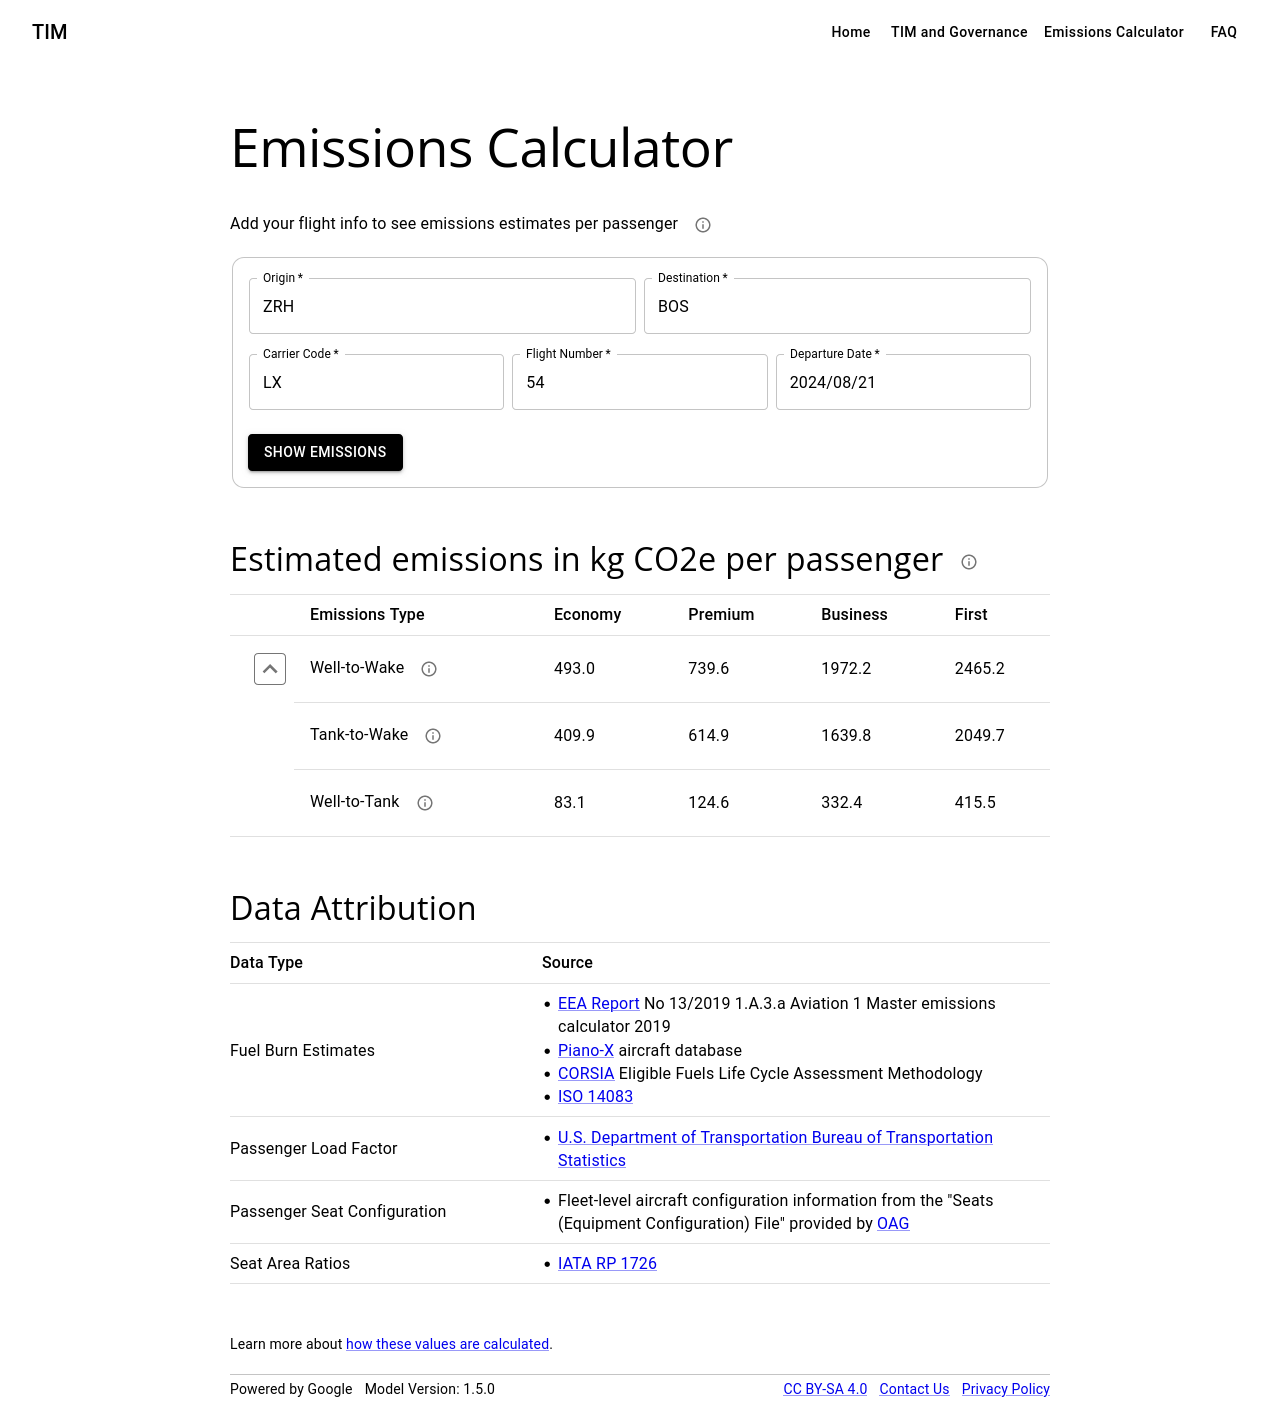 TIM
Home TIM and Governance Emissions Calculator FAQ
Emissions Calculator
Add your flight info to see emissions estimates per passenger
Origin * Destination *
ZRH BOS
Carrier Code * Flight Number * Departure Date *
LX 54 2024/08/21
SHOW EMISSIONS
Estimated emissions in kg CO2e per passenger
Emissions Type Economy Premium Business First
Well-to-Wake 493.0 739.6 1972.2 2465.2
Tank-to-Wake 409.9 614.9 1639.8 2049.7
Well-to-Tank 83.1 124.6 332.4 415.5
Data Attribution
Data Type Source
Fuel Burn Estimates
• EEA Report No 13/2019 1.A.3.a Aviation 1 Master emissions
calculator 2019
• Piano-X aircraft database
• CORSIA Eligible Fuels Life Cycle Assessment Methodology
• ISO 14083
Passenger Load Factor
• U.S. Department of Transportation Bureau of Transportation
Statistics
Passenger Seat Configuration
• Fleet-level aircraft configuration information from the "Seats
(Equipment Configuration) File" provided by OAG
Seat Area Ratios
• IATA RP 1726
Learn more about how these values are calculated.
Powered by Google Model Version: 1.5.0 CC BY-SA 4.0 Contact Us Privacy Policy